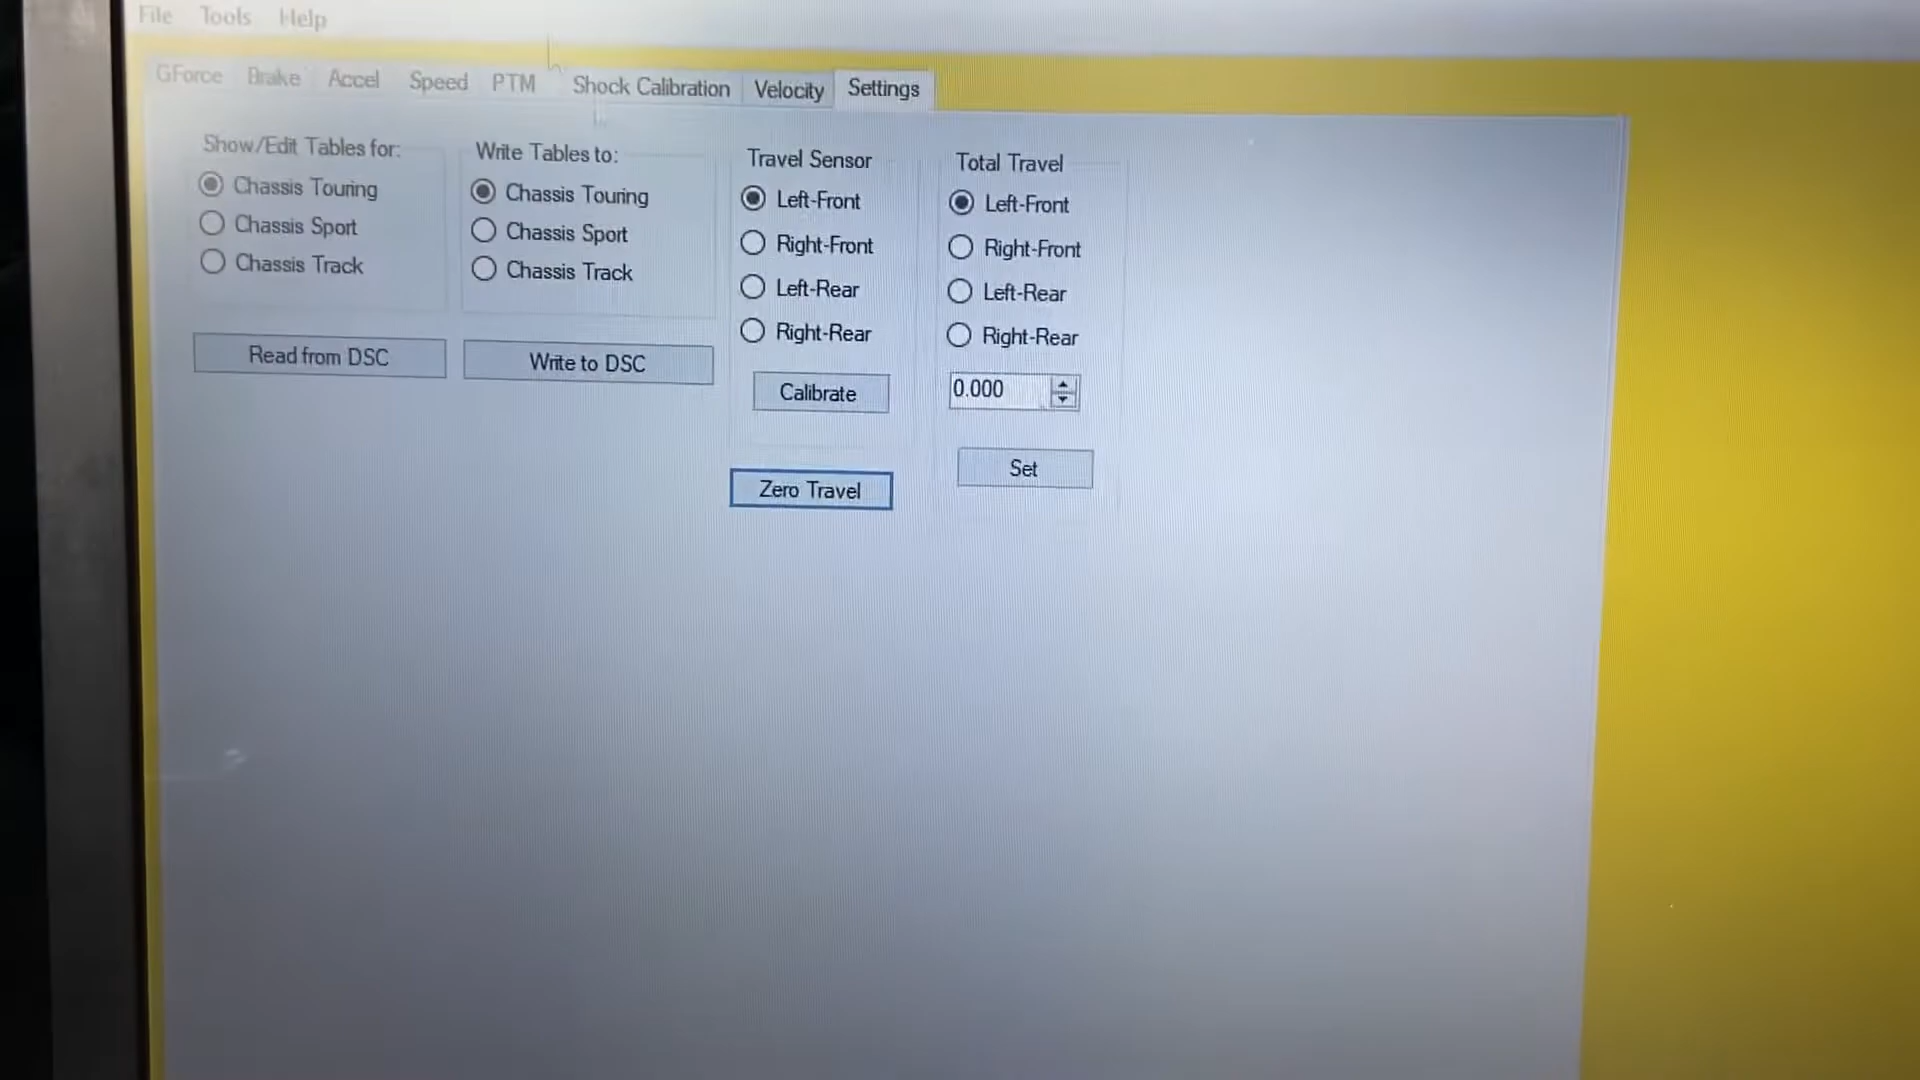 File Tools Help
GForce Brake Accel Speed PTM Shock Calibration Velocity Settings
Show/Edit Tables for:
Chassis Touring
Chassis Sport
Chassis Track
Read from DSC
Write Tables to:
Chassis Touring
Chassis Sport
Chassis Track
Write to DSC
Travel Sensor
Left-Front
Right-Front
Left-Rear
Right-Rear
Calibrate
Zero Travel
Total Travel
Left-Front
Right-Front
Left-Rear
Right-Rear
0.000
Set